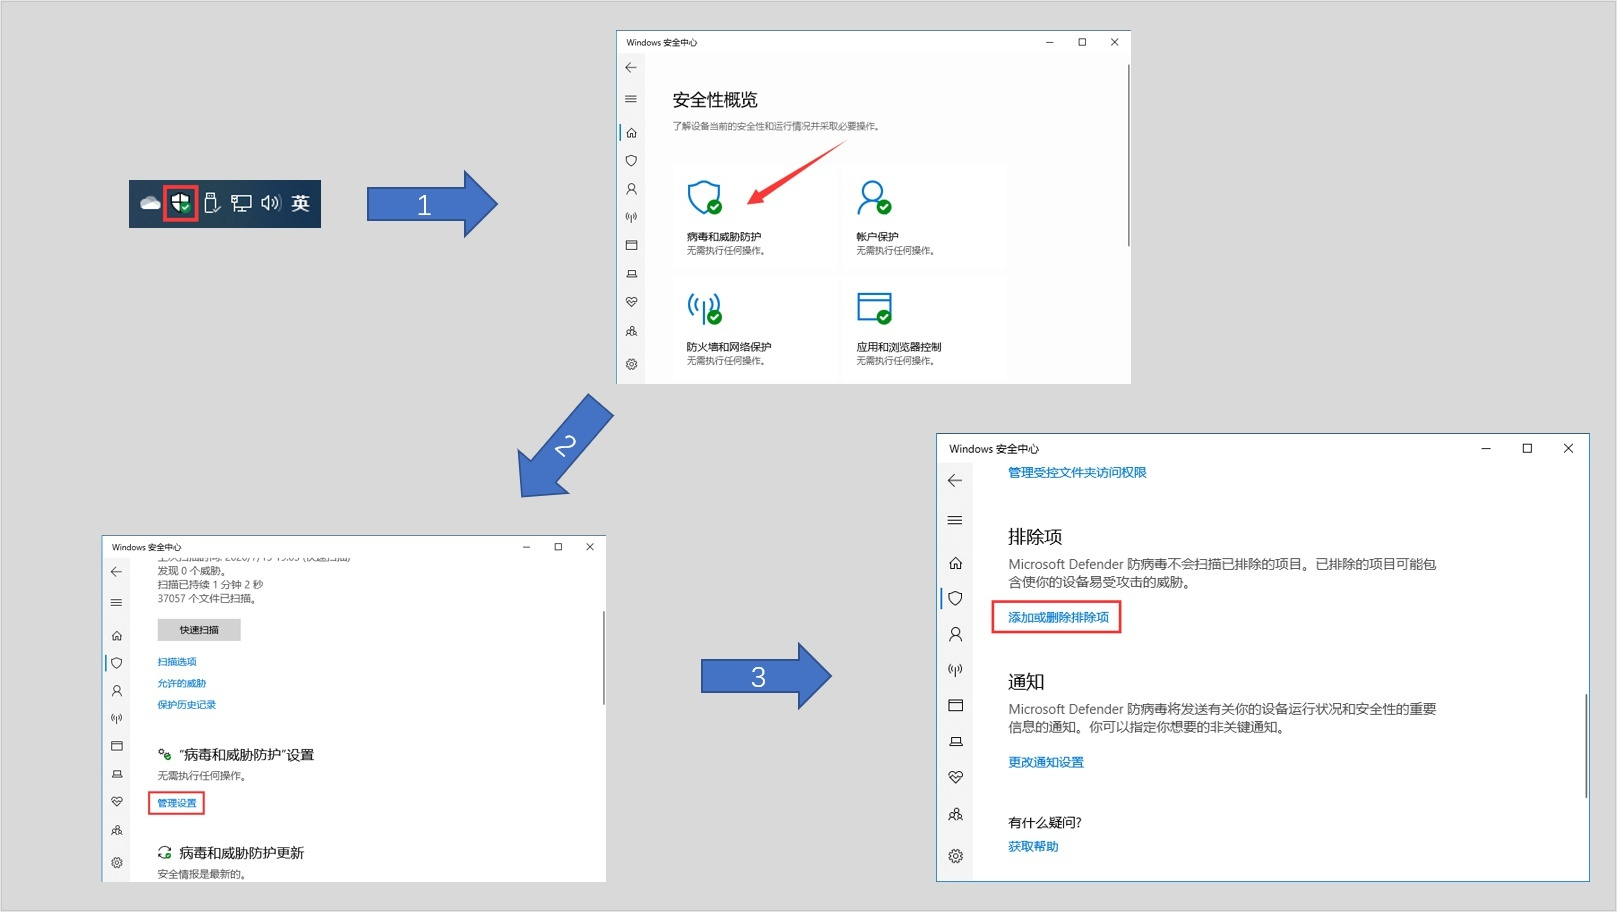 英
1
Windows 安全中心
安全性概览
了解设备当前的安全性和运行情况并采取必要操作。
病毒和威胁防护
无需执行任何操作。
帐户保护
无需执行任何操作。
防火墙和网络保护
无需执行任何操作。
应用和浏览器控制
无需执行任何操作。
2
Windows 安全中心
发现 0 个威胁。
扫描已持续 1 分钟 2 秒
37057 个文件已扫描。
快速扫描
扫描选项
允许的威胁
保护历史记录
"病毒和威胁防护"设置
无需执行任何操作。
管理设置
病毒和威胁防护更新
安全情报是最新的。
3
Windows 安全中心
管理受控文件夹访问权限
排除项
Microsoft Defender 防病毒不会扫描已排除的项目。已排除的项目可能包
含使你的设备易受攻击的威胁。
添加或删除排除项
通知
Microsoft Defender 防病毒将发送有关你的设备运行状况和安全性的重要
信息的通知。你可以指定你想要的非关键通知。
更改通知设置
有什么疑问?
获取帮助